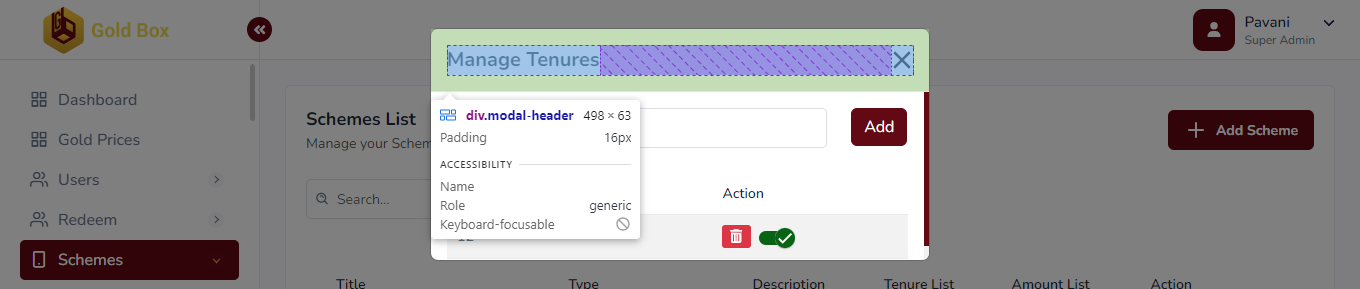 Gold Box
Pavani
Super Admin
Manage Tenures
Dashboard
Gold Prices
Users
Redeem
Schemes
Schemes List
Manage your Schem
Search...
Add Scheme
div.modal-header 498 × 63
Padding 16px
ACCESSIBILITY
Name
Role generic
Keyboard-focusable
Add
Action
Title Type Description Tenure List Amount List Action